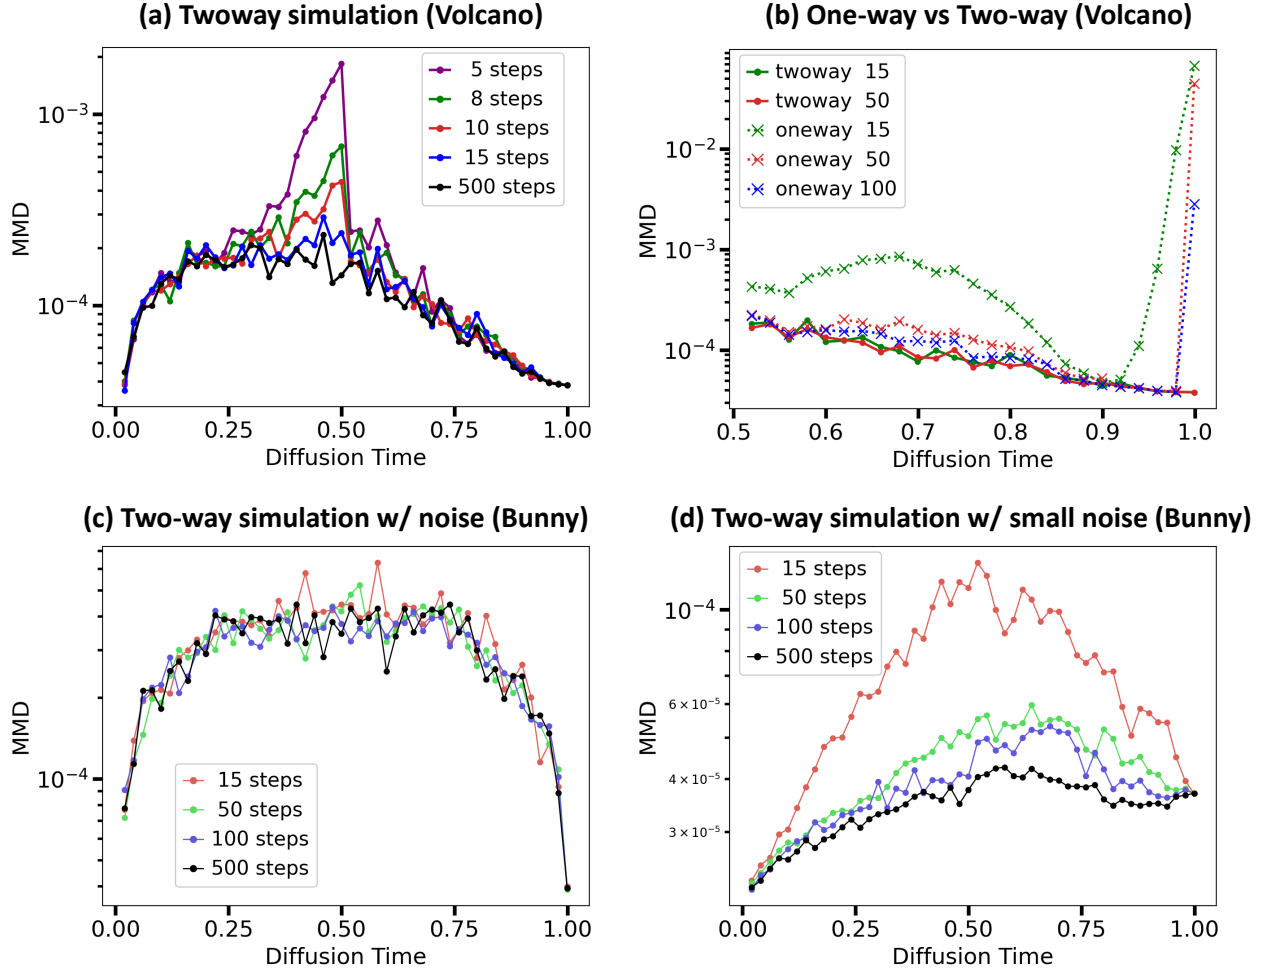 (a) Twoway simulation (Volcano)
10⁻³
10⁻⁴
MMD
5 steps
8 steps
10 steps
15 steps
500 steps
0.00 0.25 0.50 0.75 1.00
Diffusion Time
(b) One-way vs Two-way (Volcano)
10⁻²
10⁻³
10⁻⁴
MMD
twoway 15
twoway 50
oneway 15
oneway 50
oneway 100
0.5 0.6 0.7 0.8 0.9 1.0
Diffusion Time
(c) Two-way simulation w/ noise (Bunny)
10⁻⁴
MMD
15 steps
50 steps
100 steps
500 steps
0.00 0.25 0.50 0.75 1.00
Diffusion Time
(d) Two-way simulation w/ small noise (Bunny)
10⁻⁴
6 × 10⁻⁵
4 × 10⁻⁵
3 × 10⁻⁵
MMD
15 steps
50 steps
100 steps
500 steps
0.00 0.25 0.50 0.75 1.00
Diffusion Time